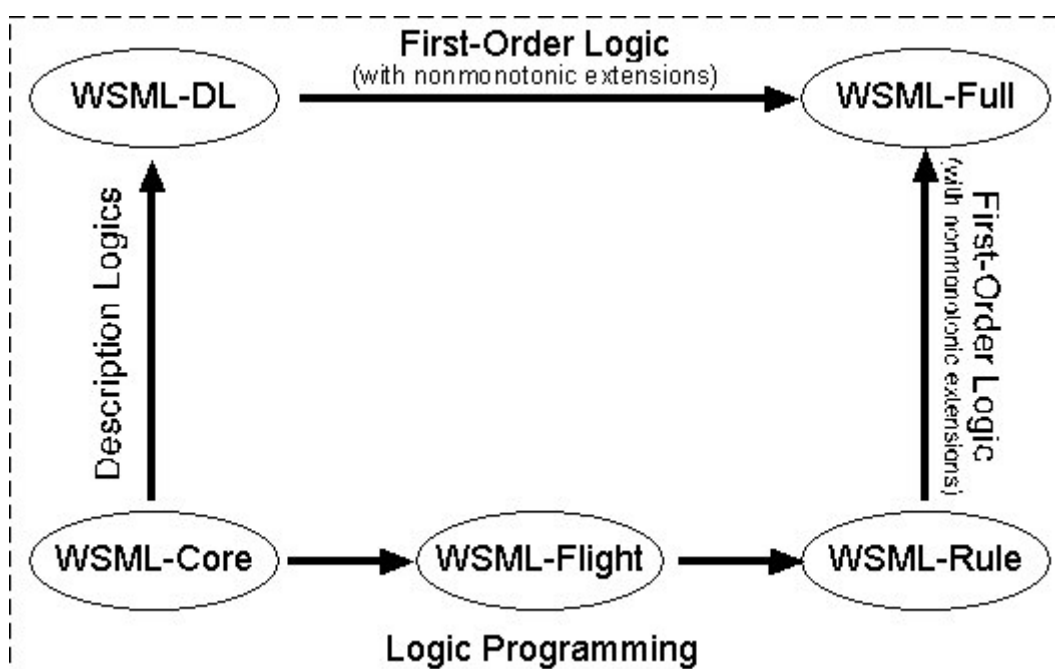 First-Order Logic
(with nonmonotonic extensions)
WSML-DL
WSML-Full
Description Logics
First-Order Logic
(with nonmonotonic extensions)
WSML-Core
WSML-Flight
WSML-Rule
Logic Programming